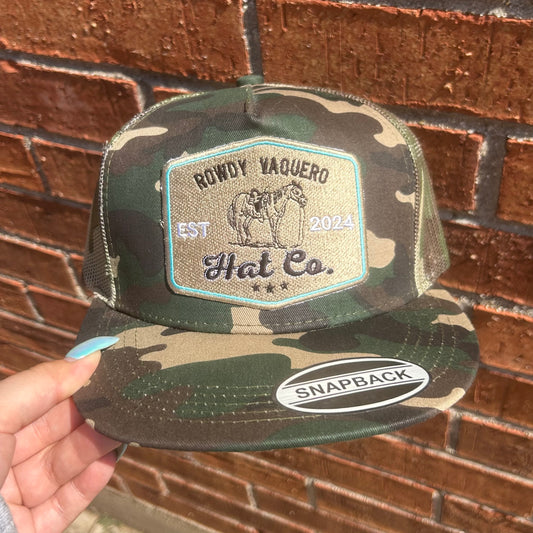 ROWDY VAQUERO
EST 2024
Hat Co.
SNAPBACK